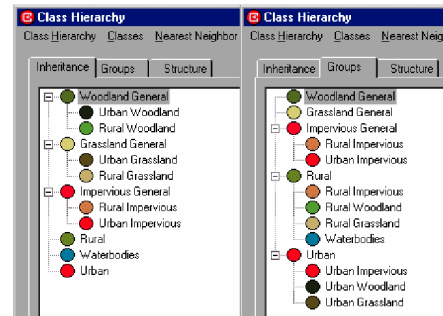 Class Hierarchy
Class Hierarchy Classes Nearest Neighbor
Inheritance Groups Structure
Woodland General
Urban Woodland
Rural Woodland
Grassland General
Urban Grassland
Rural Grassland
Impervious General
Rural Impervious
Urban Impervious
Rural
Waterbodies
Urban
Class Hierarchy
Class Hierarchy Classes Nearest Neig
Inheritance Groups Structure
Woodland General
Grassland General
Impervious General
Rural Impervious
Urban Impervious
Rural
Rural Impervious
Rural Woodland
Rural Grassland
Waterbodies
Urban
Urban Impervious
Urban Woodland
Urban Grassland